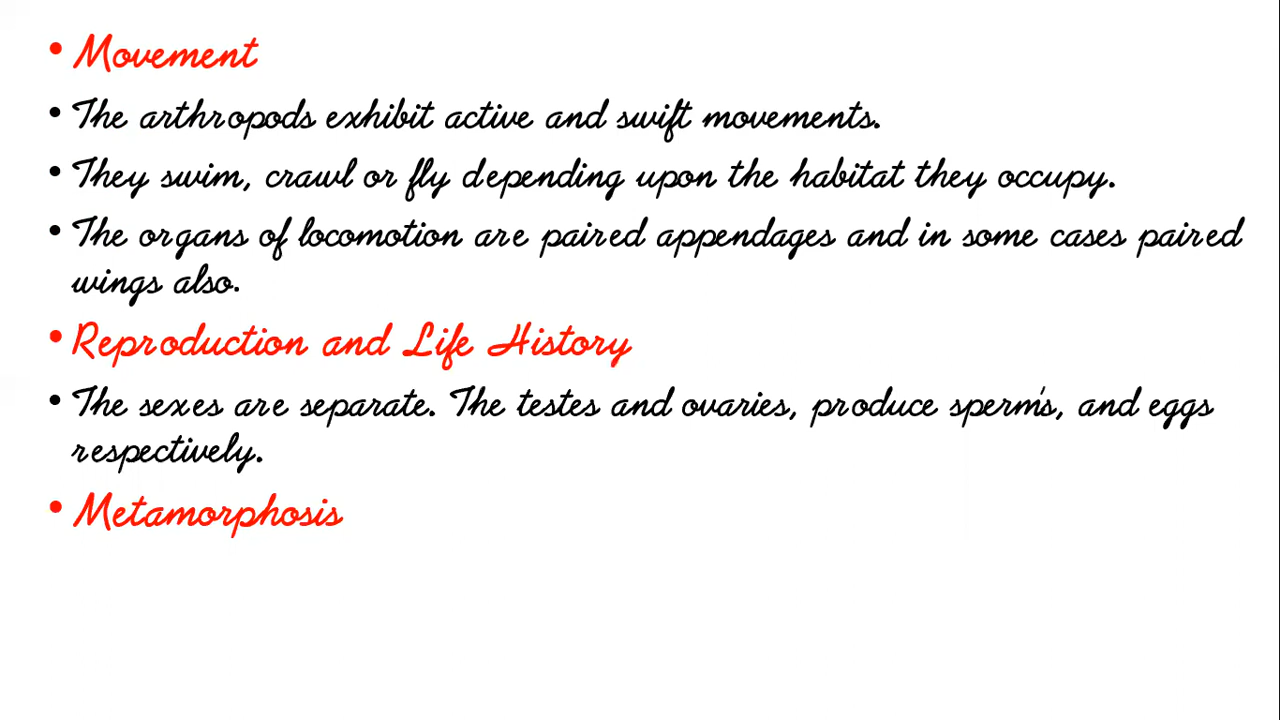 • Movement
• The arthropods exhibit active and swift movements.
• They swim, crawl or fly depending upon the habitat they occupy.
• The organs of locomotion are paired appendages and in some cases paired
wings also.
• Reproduction and Life History
• The sexes are separate. The testes and ovaries, produce sperm's, and eggs
respectively.
• Metamorphosis